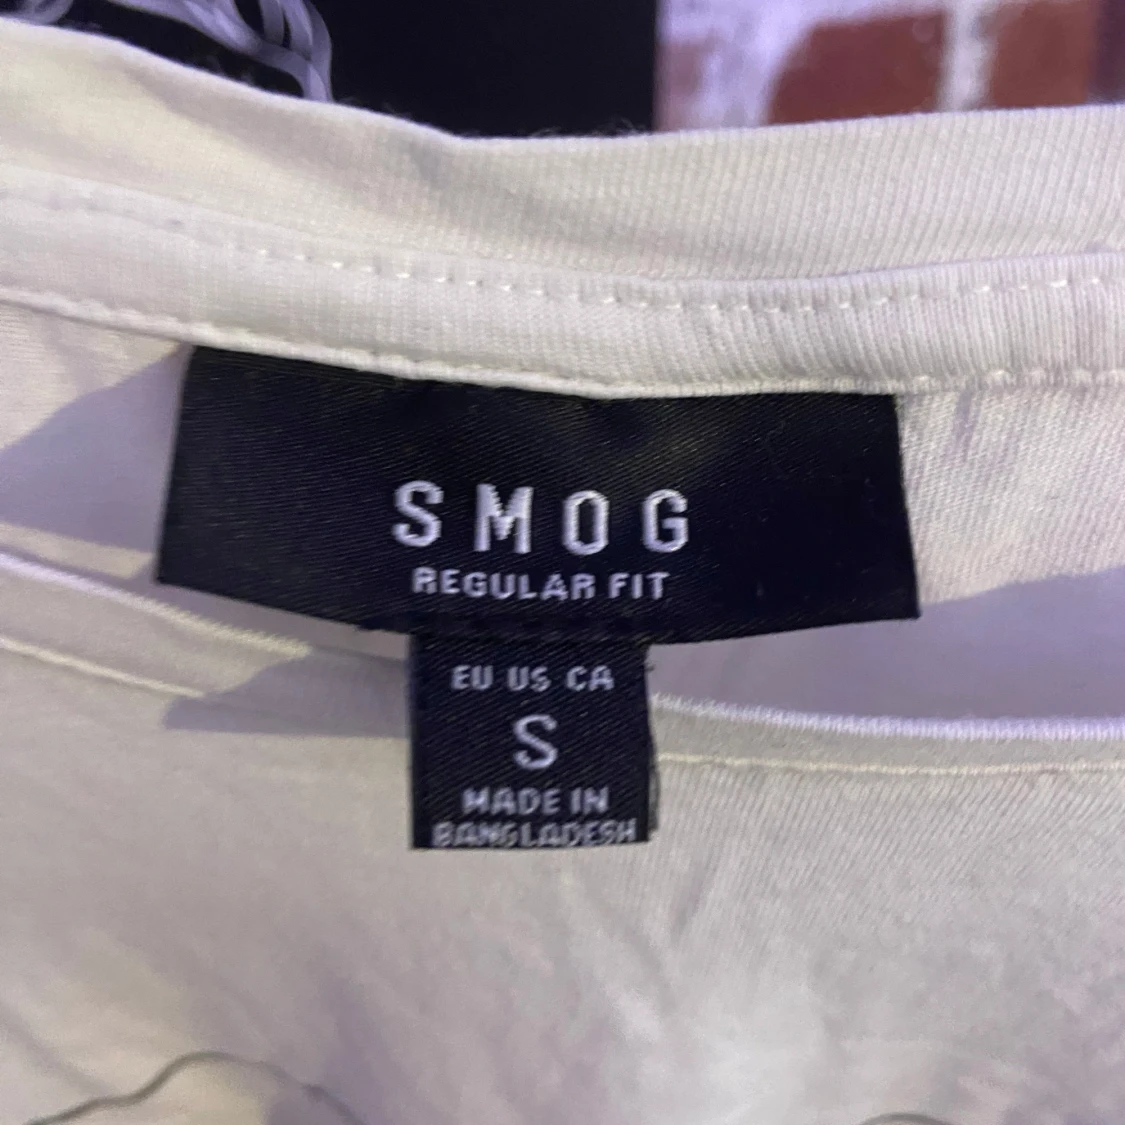 SMOG
REGULAR FIT
EU US CA
S
MADE IN
BANGLADESH